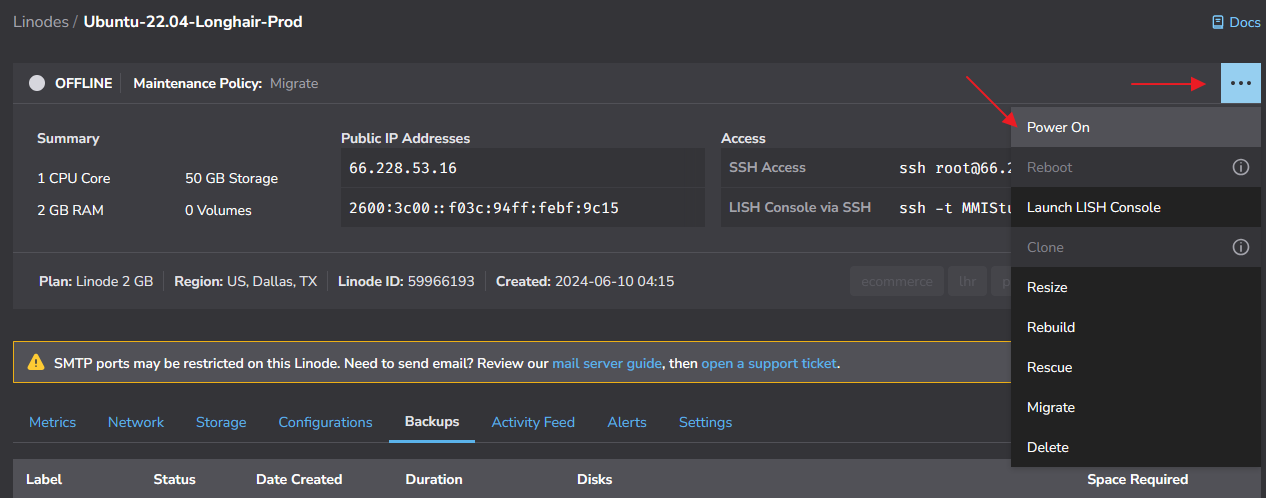 Linodes / Ubuntu-22.04-Longhair-Prod
Docs
OFFLINE Maintenance Policy: Migrate
...
Summary
1 CPU Core 50 GB Storage
2 GB RAM 0 Volumes
Public IP Addresses
66.228.53.16
2600:3c00::f03c:94ff:febf:9c15
Access
SSH Access ssh root@66.2
LISH Console via SSH ssh -t MMIStu
Plan: Linode 2 GB Region: US, Dallas, TX Linode ID: 59966193 Created: 2024-06-10 04:15
ecommerce lhr p
Power On
Reboot
Launch LISH Console
Clone
Resize
Rebuild
Rescue
Migrate
Delete
SMTP ports may be restricted on this Linode. Need to send email? Review our mail server guide, then open a support ticket.
Metrics Network Storage Configurations Backups Activity Feed Alerts Settings
Label Status Date Created Duration Disks Space Required